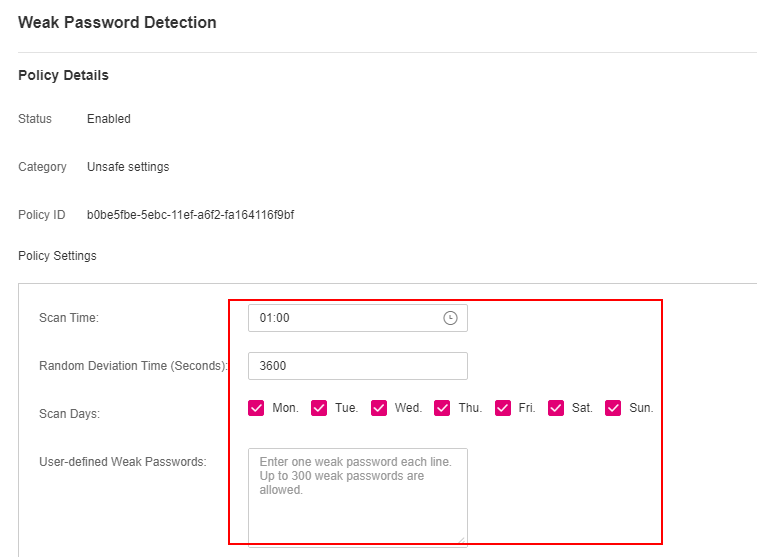 Weak Password Detection
Policy Details
Status Enabled
Category Unsafe settings
Policy ID b0be5fbe-5ebc-11ef-a6f2-fa164116f9bf
Policy Settings
Scan Time: 01:00
Random Deviation Time (Seconds): 3600
Scan Days: Mon. Tue. Wed. Thu. Fri. Sat. Sun.
User-defined Weak Passwords: Enter one weak password each line.
Up to 300 weak passwords are
allowed.